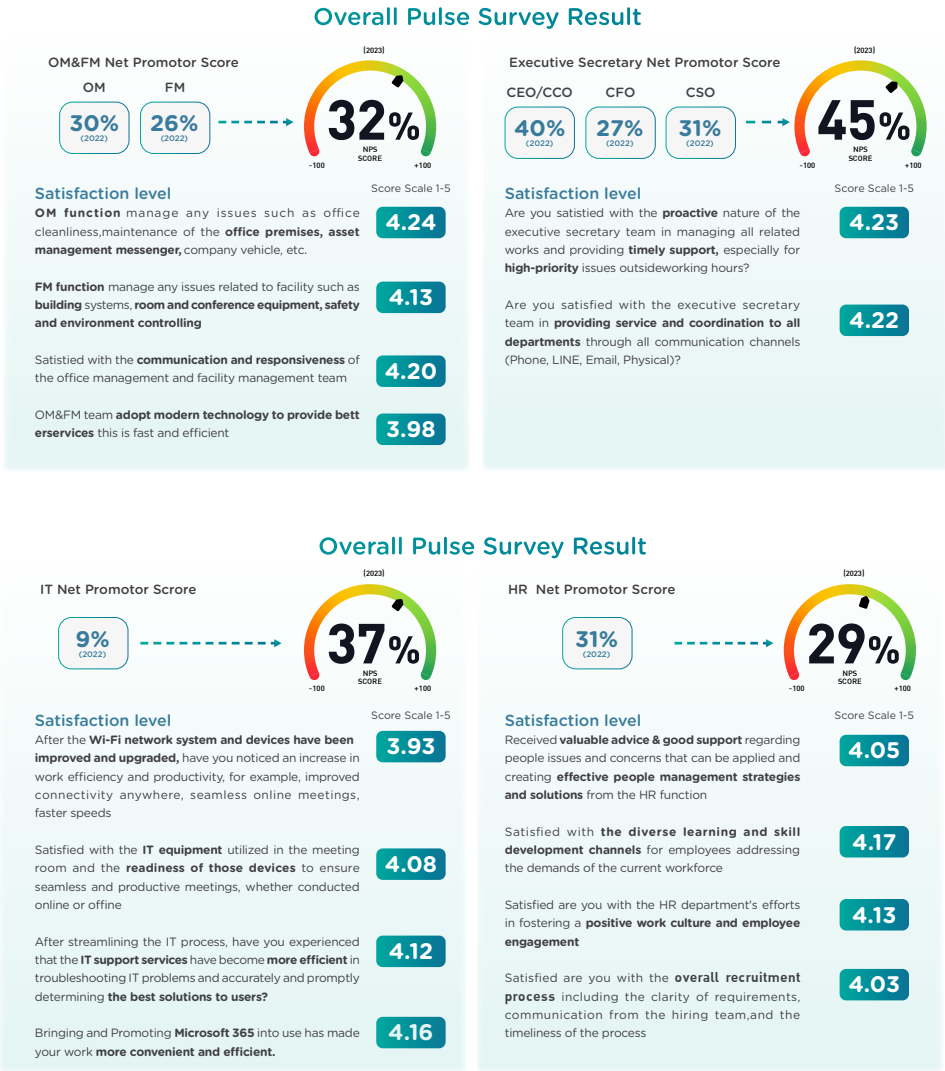 Overall Pulse Survey Result
OM&FM Net Promotor Score
OM
FM
30%
(2022)
26%
(2022)
(2023)
32%
NPS
SCORE
-100
+100
Satisfaction level
Score Scale 1-5
OM function manage any issues such as office
cleanliness,maintenance of the office premises, asset
management messenger, company vehicle, etc.
4.24
FM function manage any issues related to facility such as
building systems, room and conference equipment, safety
and environment controlling
4.13
Satistied with the communication and responsiveness of
the office management and facility management team
4.20
OM&FM team adopt modern technology to provide bett
erservices this is fast and efficient
3.98
Executive Secretary Net Promotor Score
CEO/CCO
CFO
CSO
40%
(2022)
27%
(2022)
31%
(2022)
(2023)
45%
NPS
SCORE
-100
+100
Satisfaction level
Score Scale 1-5
Are you satistied with the proactive nature of the
executive secretary team in managing all related
works and providing timely support, especially for
high-priority issues outsideworking hours?
4.23
Are you satisfied with the executive secretary
team in providing service and coordination to all
departments through all communication channels
(Phone, LINE, Email, Physical)?
4.22
Overall Pulse Survey Result
IT Net Promotor Scrore
9%
(2022)
(2023)
37%
NPS
SCORE
-100
+100
Satisfaction level
Score Scale 1-5
After the Wi-Fi network system and devices have been
improved and upgraded, have you noticed an increase in
work efficiency and productivity, for example, improved
connectivity anywhere, seamless online meetings,
faster speeds
3.93
Satisfied with the IT equipment utilized in the meeting
room and the readiness of those devices to ensure
seamless and productive meetings, whether conducted
online or offine
4.08
After streamlining the IT process, have you experienced
that the IT support services have become more efficient in
troubleshooting IT problems and accurately and promptly
determining the best solutions to users?
4.12
Bringing and Promoting Microsoft 365 into use has made
your work more convenient and efficient.
4.16
HR Net Promotor Scrore
31%
(2022)
(2023)
29%
NPS
SCORE
-100
+100
Satisfaction level
Score Scale 1-5
Received valuable advice & good support regarding
people issues and concerns that can be applied and
creating effective people management strategies
and solutions from the HR function
4.05
Satisfied with the diverse learning and skill
development channels for employees addressing
the demands of the current workforce
4.17
Satisfied are you with the HR department's efforts
in fostering a positive work culture and employee
engagement
4.13
Satisfied are you with the overall recruitment
process including the clarity of requirements,
communication from the hiring team,and the
timeliness of the process
4.03